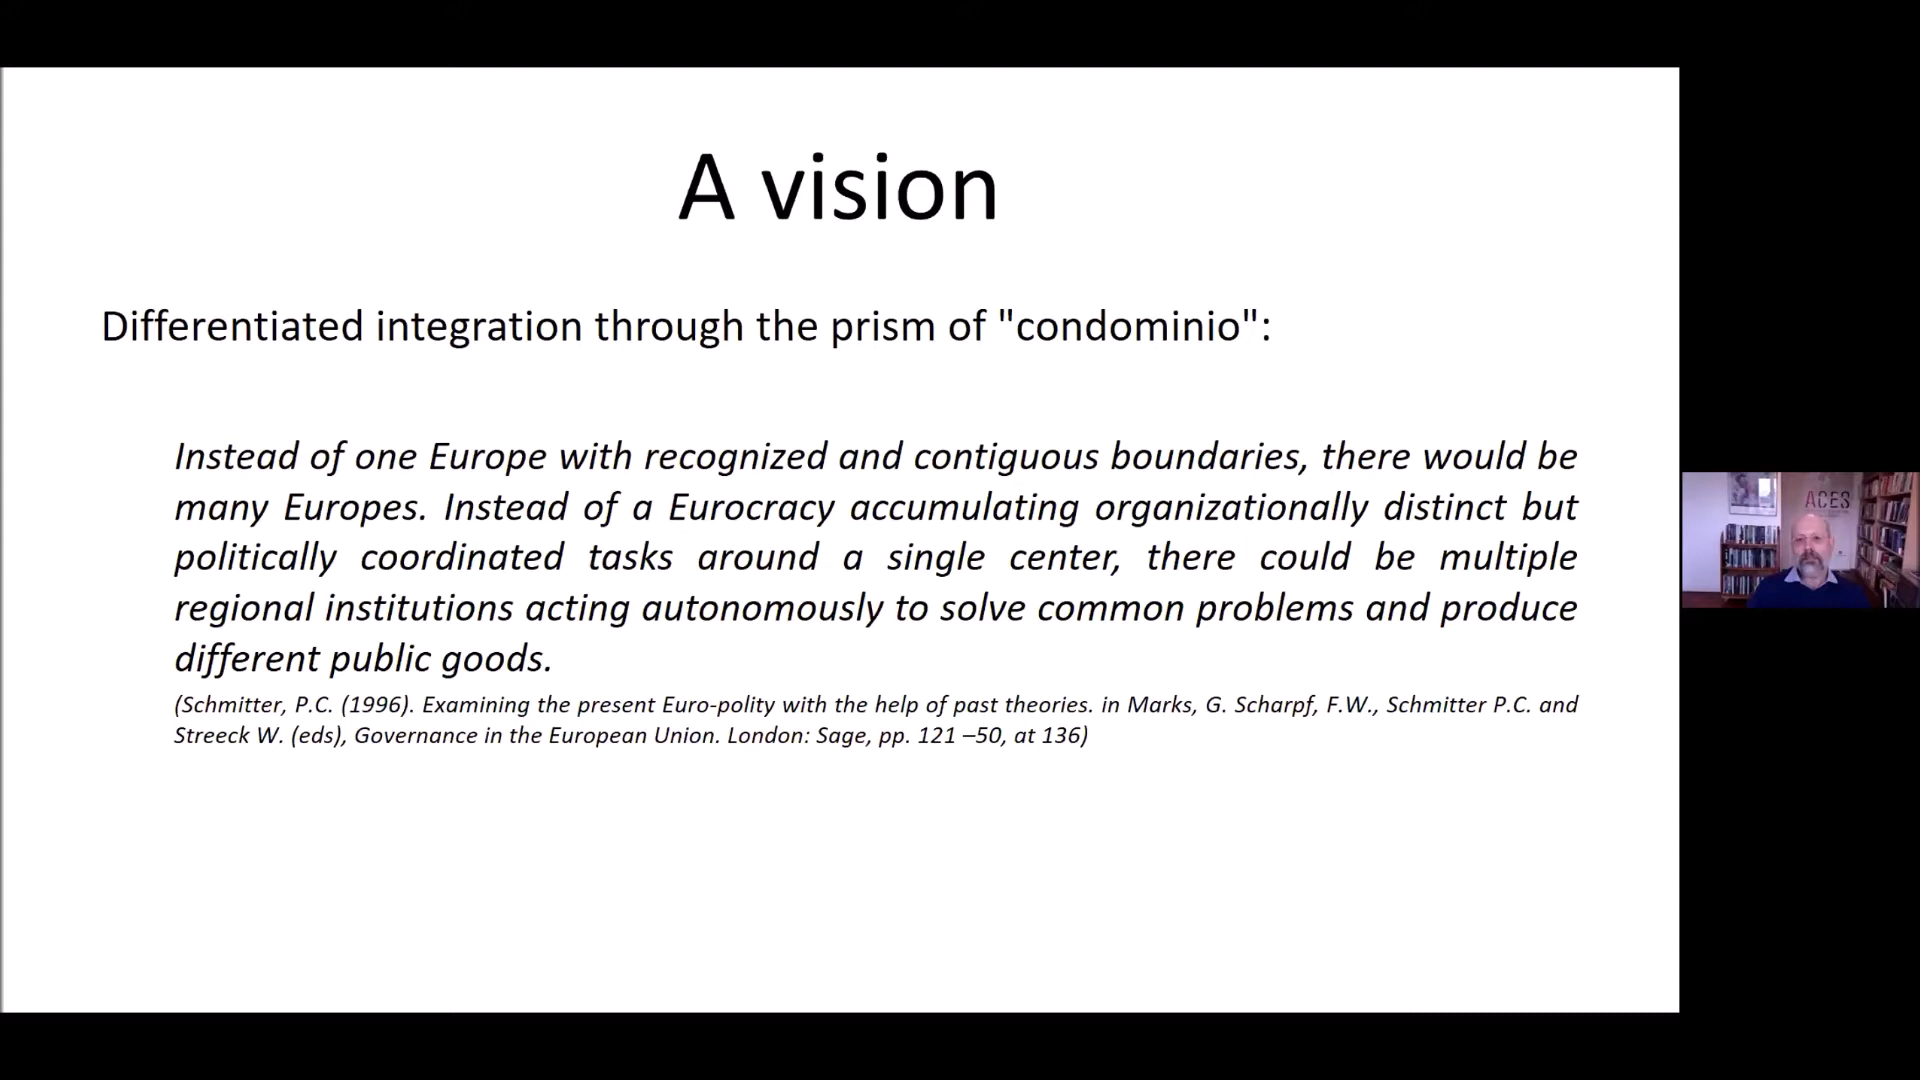 A vision
Differentiated integration through the prism of "condominio":
Instead of one Europe with recognized and contiguous boundaries, there would be
many Europes. Instead of a Eurocracy accumulating organizationally distinct but
politically coordinated tasks around a single center, there could be multiple
regional institutions acting autonomously to solve common problems and produce
different public goods.
(Schmitter, P.C. (1996). Examining the present Euro-polity with the help of past theories. in Marks, G. Scharpf, F.W., Schmitter P.C. and
Streeck W. (eds), Governance in the European Union. London: Sage, pp. 121 –50, at 136)
ACES